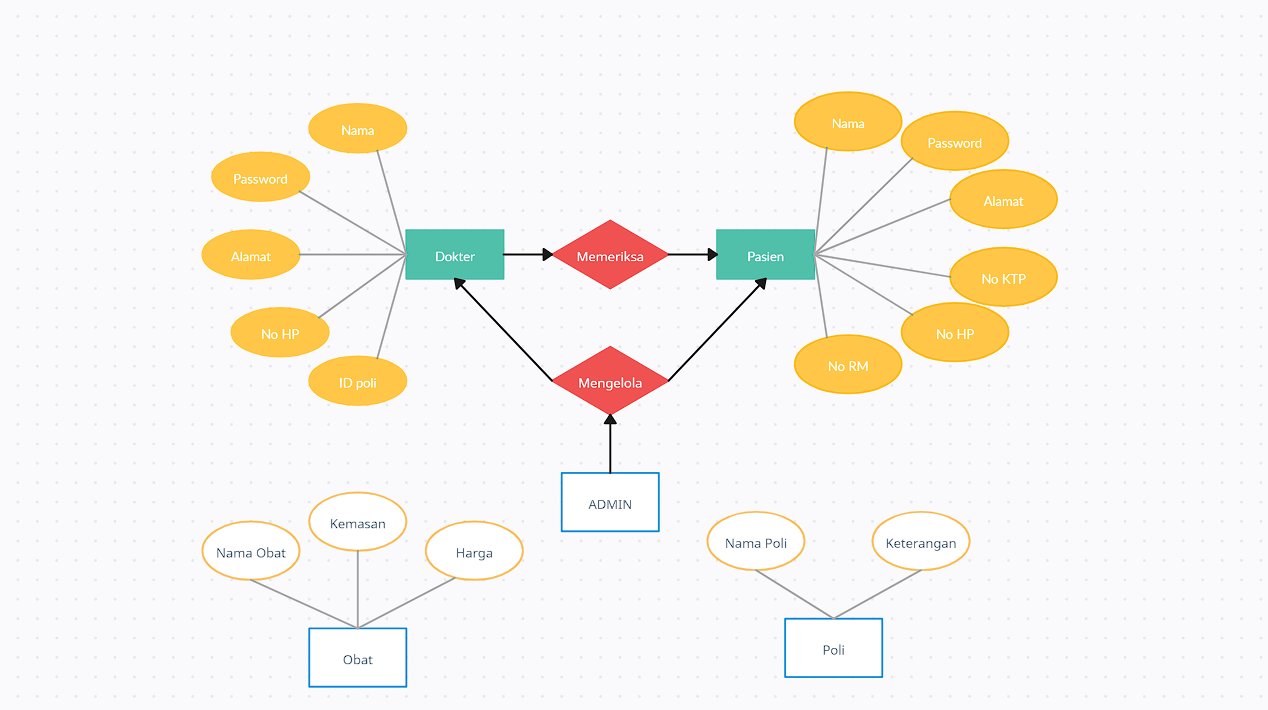 Nama
Password
Alamat
No HP
ID poli
Dokter
Memeriksa
Pasien
Nama
Password
Alamat
No KTP
No HP
No RM
Mengelola
ADMIN
Nama Obat
Kemasan
Harga
Obat
Nama Poli
Keterangan
Poli